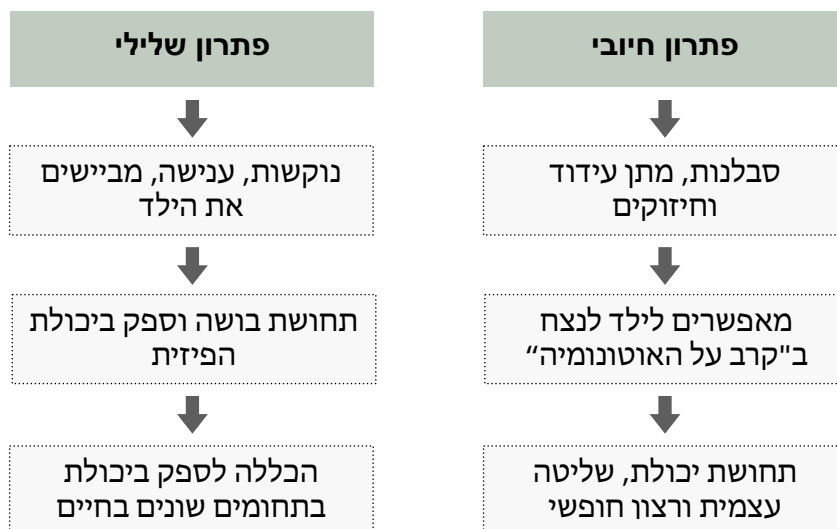 פתרון חיובי
סבלנות, מתן עידוד
וחיזוקים
מאפשרים לילד לנצח
ב"קרב על האוטונומיה“
תחושת יכולת, שליטה
עצמית ורצון חופשי
פתרון שלילי
נוקשות, ענישה, מביישים
את הילד
תחושת בושה וספק ביכולת
הפיזית
הכללה לספק ביכולת
בתחומים שונים בחיים